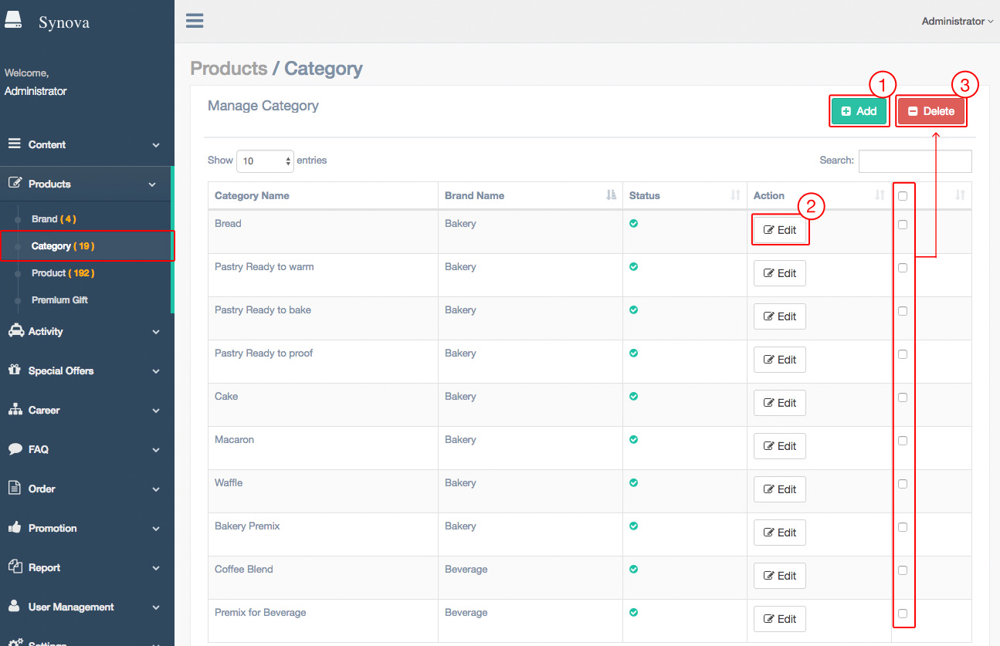 Synova
Administrator
Welcome,
Administrator
Content
Products
Brand ( 4 )
Category ( 19 )
Product ( 192 )
Premium Gift
Activity
Special Offers
Career
FAQ
Order
Promotion
Report
User Management
Settings
Products / Category
Manage Category
1
Add
3
Delete
Show 10 entries
Search:
Category Name Brand Name Status Action
2
Bread Bakery Edit
Pastry Ready to warm Bakery Edit
Pastry Ready to bake Bakery Edit
Pastry Ready to proof Bakery Edit
Cake Bakery Edit
Macaron Bakery Edit
Waffle Bakery Edit
Bakery Premix Bakery Edit
Coffee Blend Beverage Edit
Premix for Beverage Beverage Edit